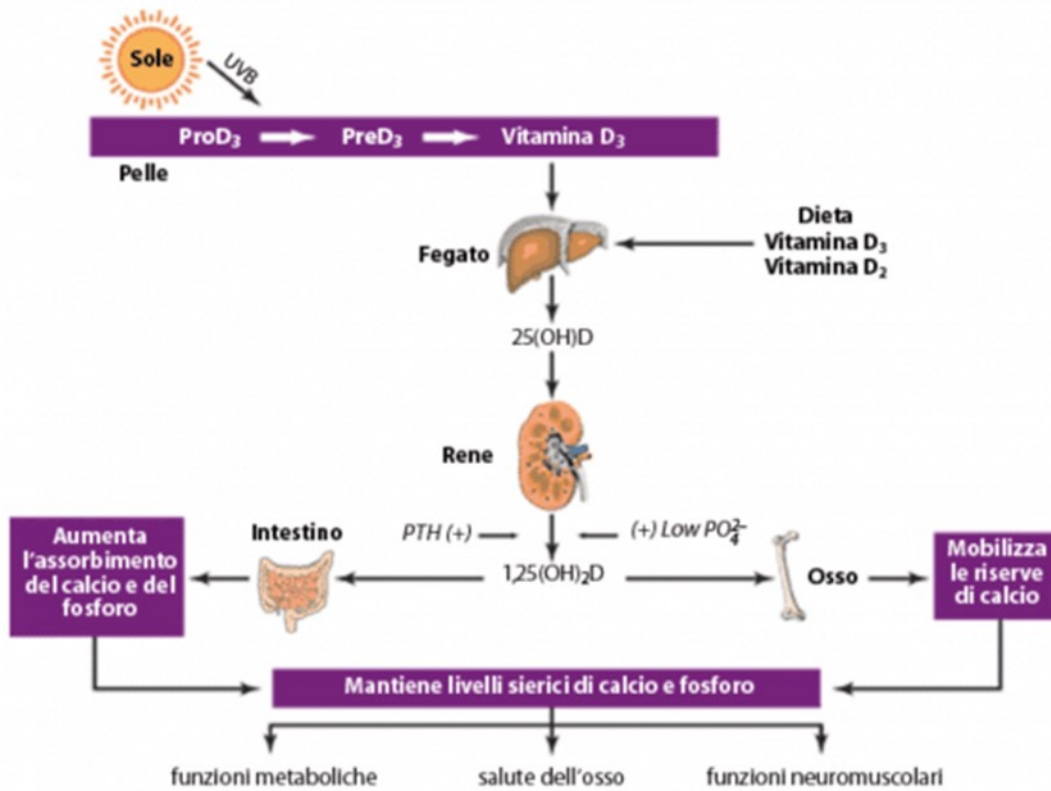 Sole
UVB
ProD₃ PreD₃ Vitamina D₃
Pelle
Dieta
Vitamina D₃
Vitamina D₂
Fegato
25(OH)D
Rene
PTH (+)
(+) Low PO₄²⁻
Intestino
1,25(OH)₂D
Osso
Aumenta
l'assorbimento
del calcio e del
fosforo
Mobilizza
le riserve
di calcio
Mantiene livelli sierici di calcio e fosforo
funzioni metaboliche
salute dell'osso
funzioni neuromuscolari